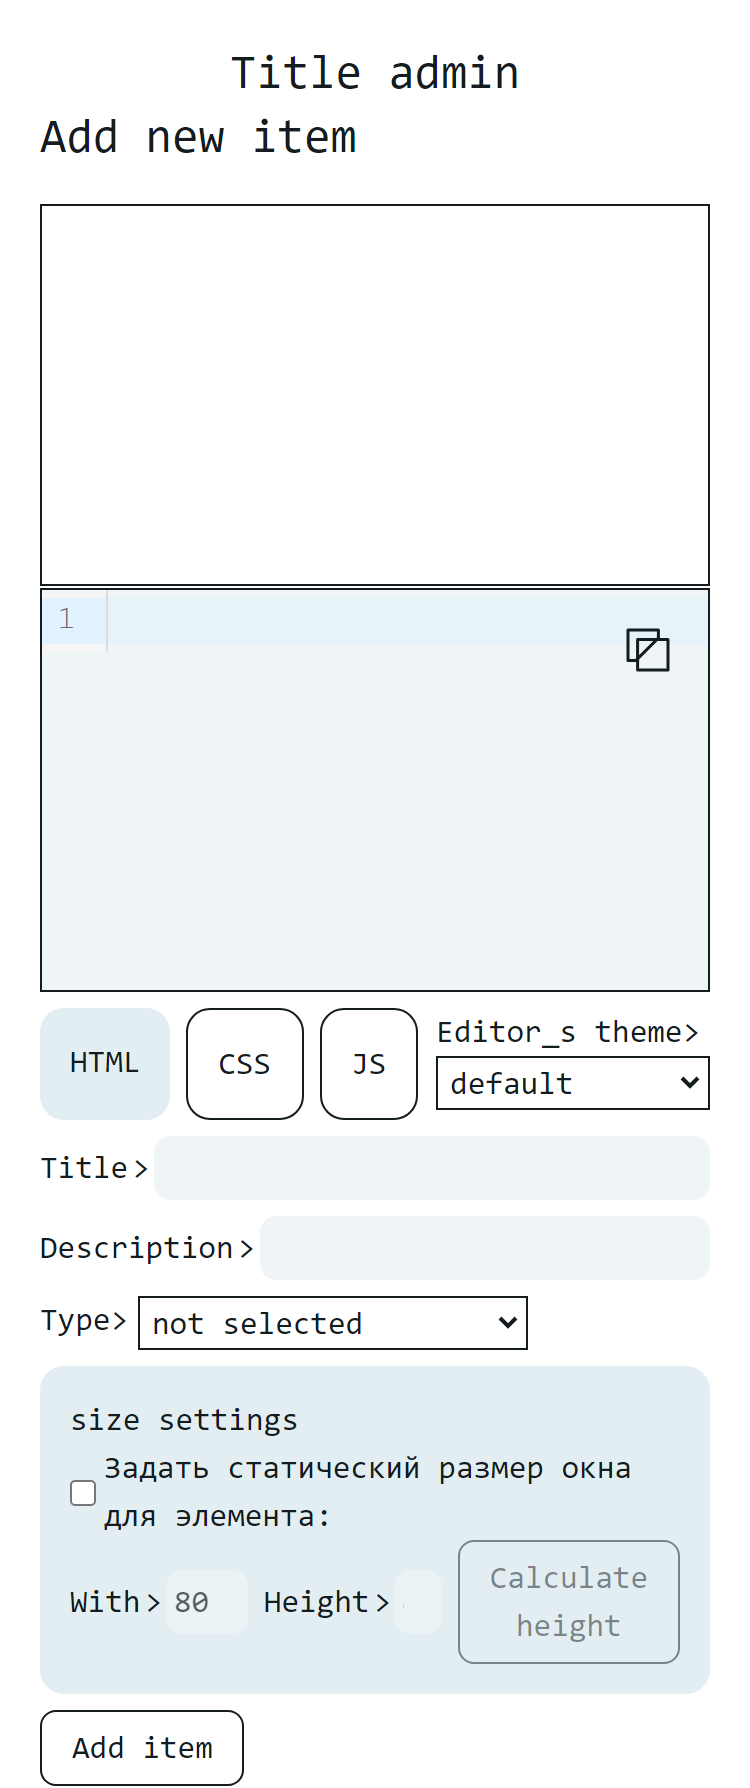 Title admin
Add new item
1
HTML
CSS
JS
Editor_s theme>
default
Title>
Description>
Type>
not selected
size settings
Задать статический размер окна
для элемента:
With>
80
Height>
Calculate
height
Add item